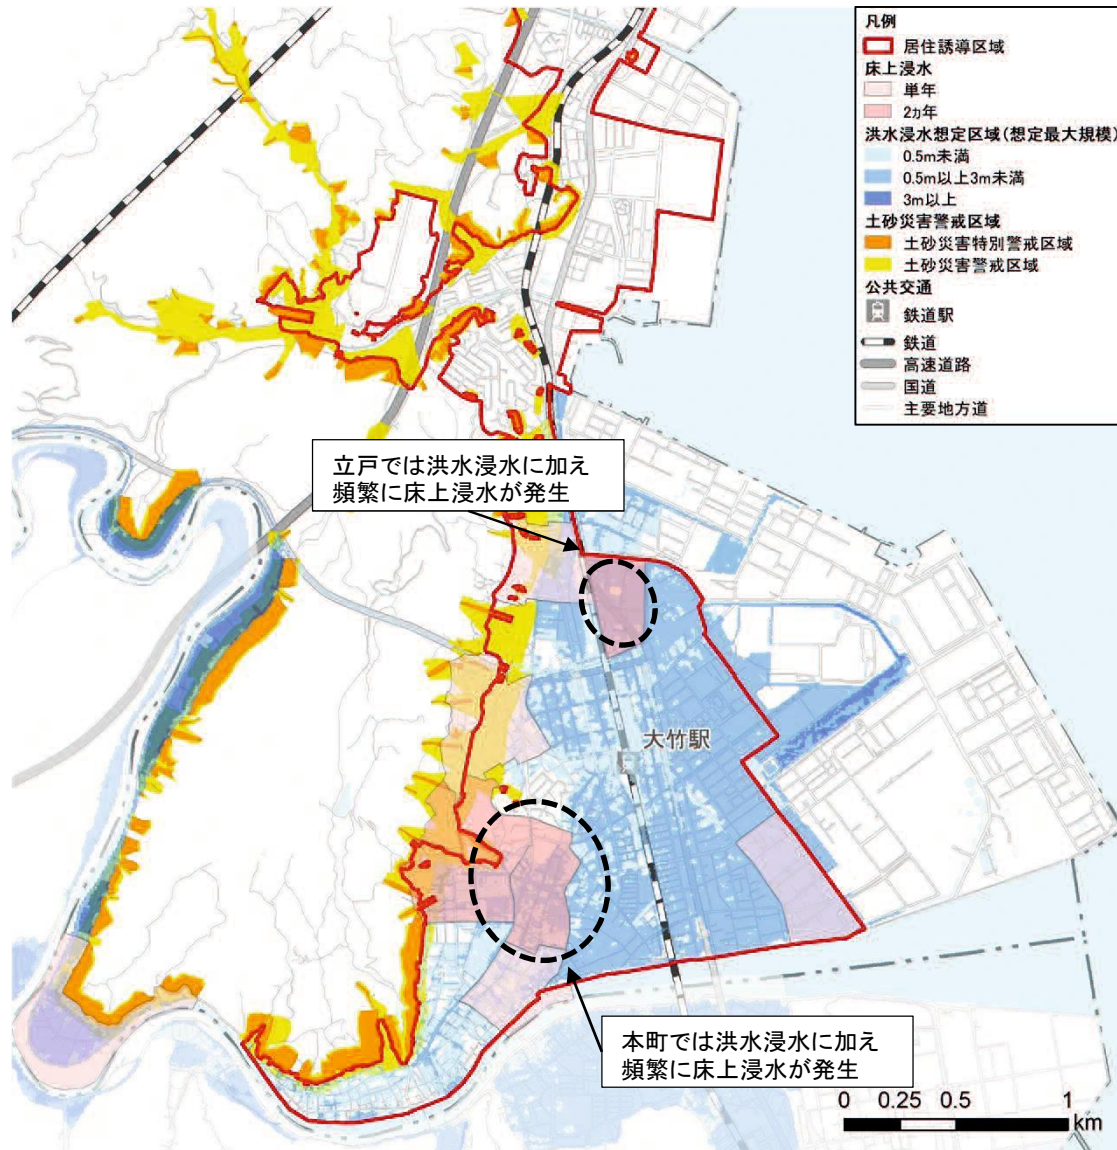 凡例
居住誘導区域
床上浸水
単年
2カ年
洪水浸水想定区域(想定最大規模)
0.5m未満
0.5m以上3m未満
3m以上
土砂災害警戒区域
土砂災害特別警戒区域
土砂災害警戒区域
公共交通
鉄道駅
鉄道
高速道路
国道
主要地方道
立戸では洪水浸水に加え
頻繁に床上浸水が発生
大竹駅
本町では洪水浸水に加え
頻繁に床上浸水が発生
0 0.25 0.5 1
km